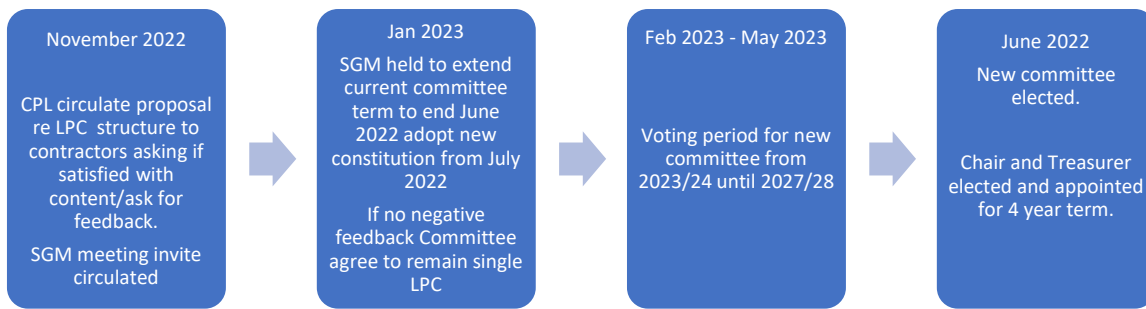 November 2022
CPL circulate proposal
re LPC structure to
contractors asking if
satisfied with
content/ask for
feedback.
SGM meeting invite
circulated
Jan 2023
SGM held to extend
current committee
term to end June
2022 adopt new
constitution from July
2022
If no negative
feedback Committee
agree to remain single
LPC
Feb 2023 - May 2023
Voting period for new
committee from
2023/24 until 2027/28
June 2022
New committee
elected.
Chair and Treasurer
elected and appointed
for 4 year term.